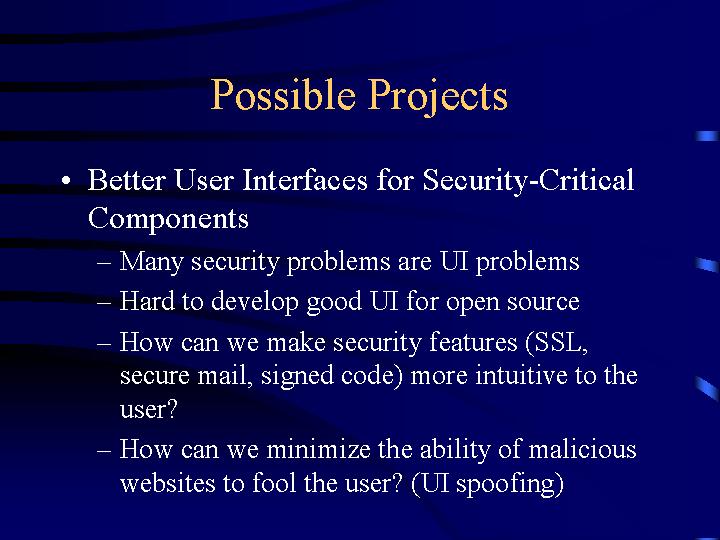 Possible Projects
• Better User Interfaces for Security-Critical
Components
– Many security problems are UI problems
– Hard to develop good UI for open source
– How can we make security features (SSL,
secure mail, signed code) more intuitive to the
user?
– How can we minimize the ability of malicious
websites to fool the user? (UI spoofing)